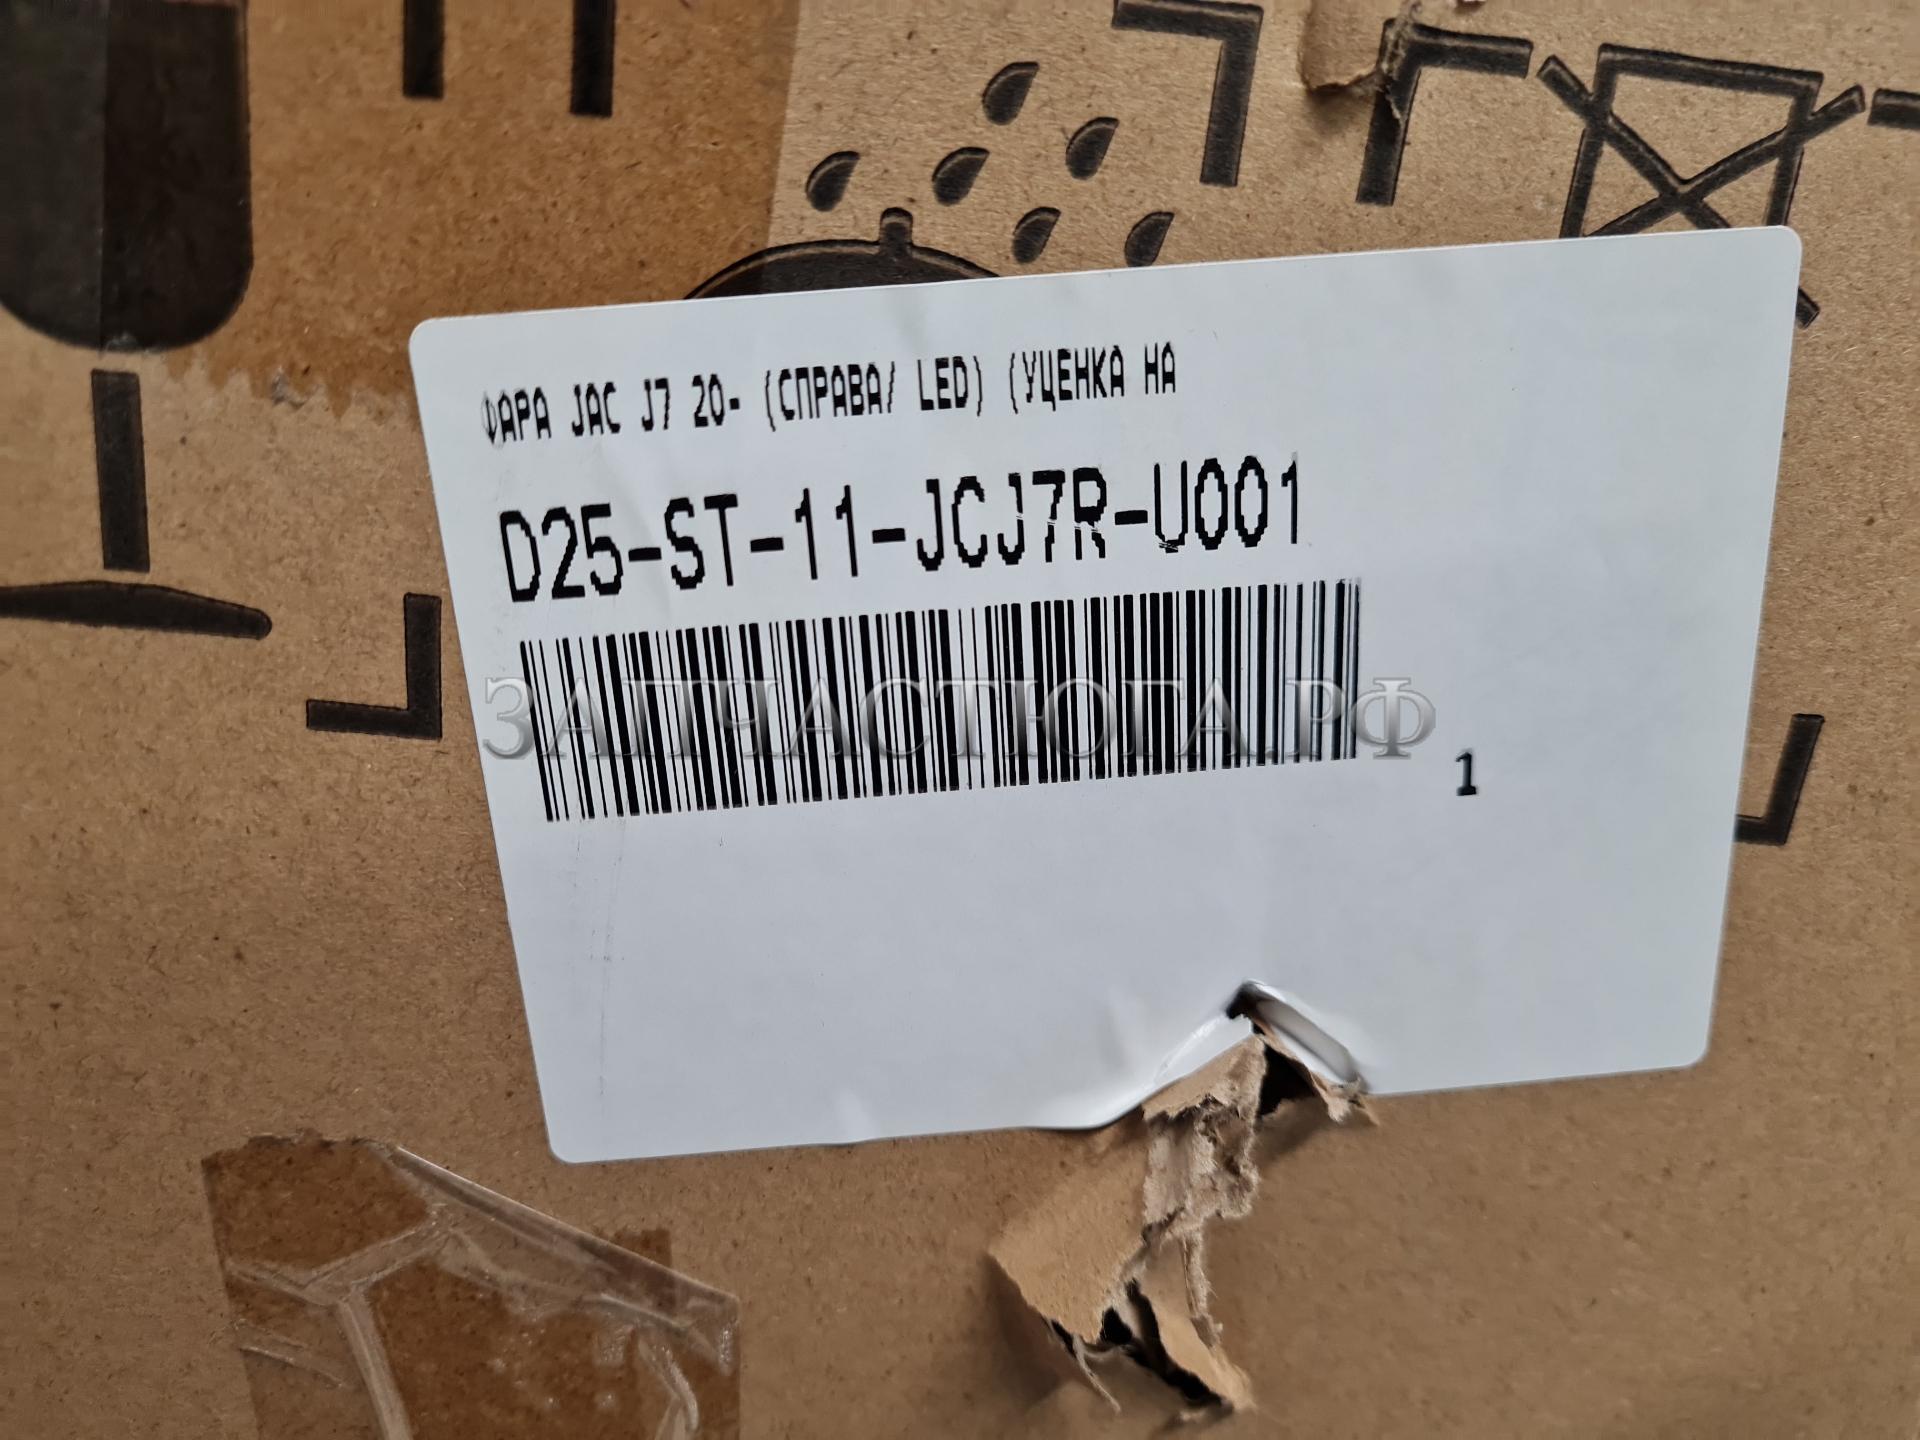 ФАРА JAC J7 20- (СПРАВА/ LED) (УЦЕНКА НА
D25-ST-11-JCJ7R-U001
ЗАПЧАСТЮГА.РФ
1